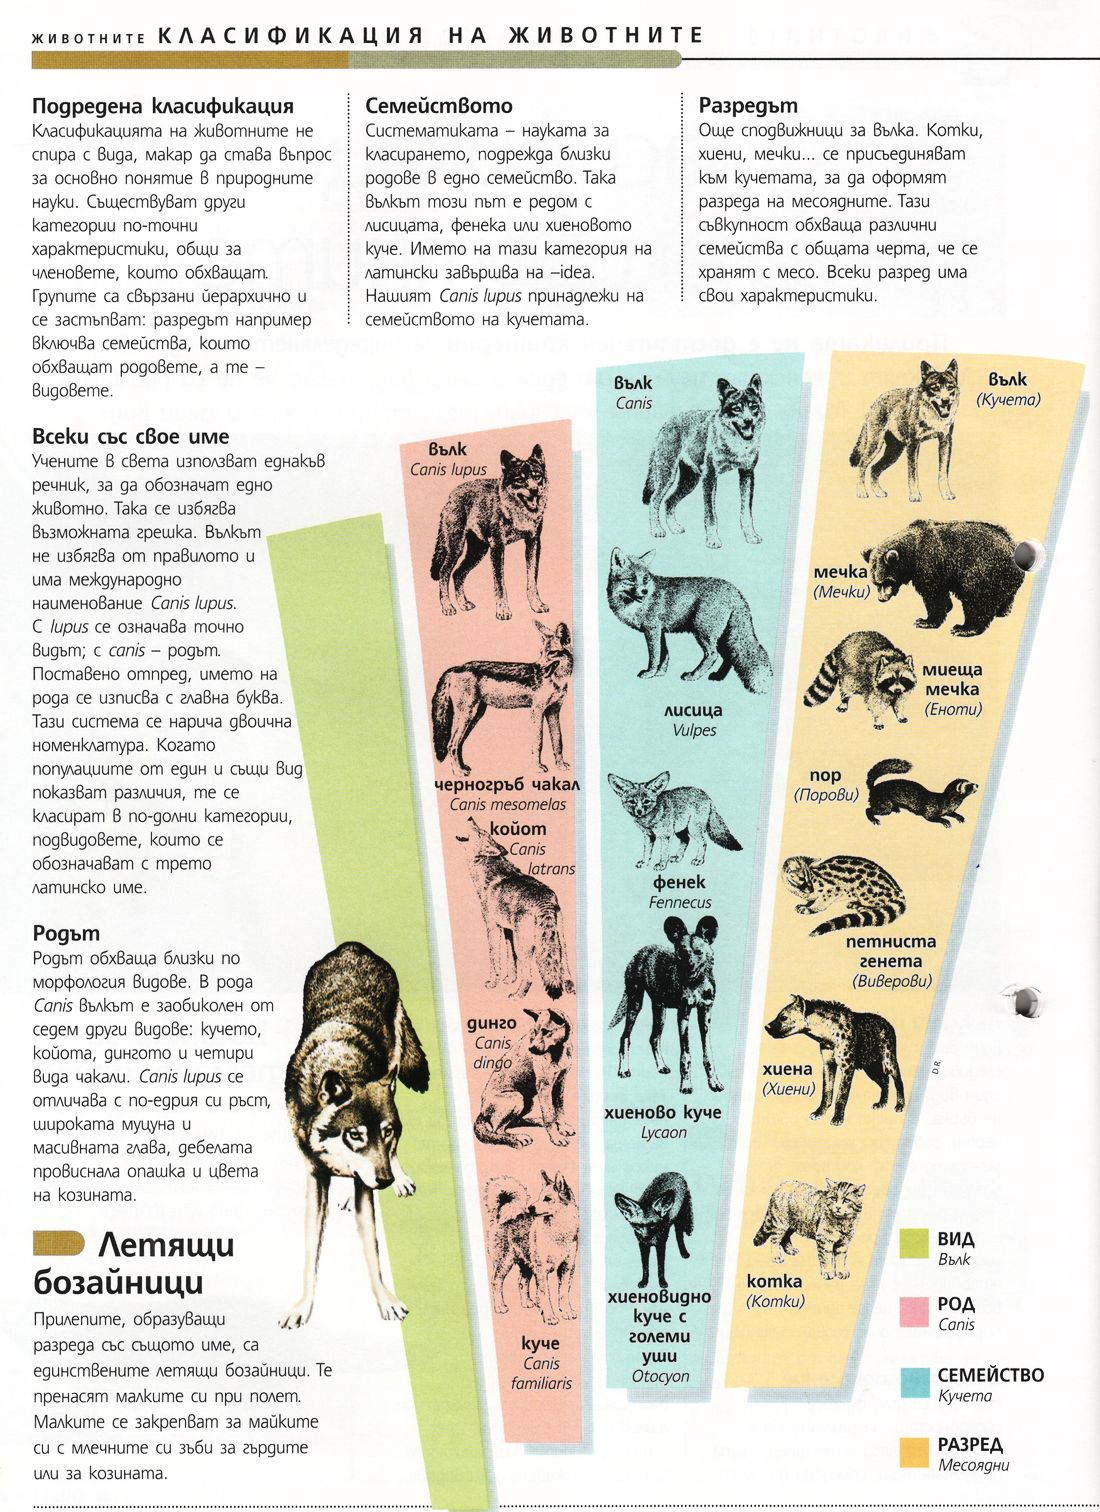 ЖИВОТНИТЕ КЛАСИФИКАЦИЯ НА ЖИВОТНИТЕ
Подредена класификация
Класификацията на животните не
спира с вида, макар да става въпрос
за основно понятие в природните
науки. Съществуват други
категории по-точни
характеристики, общи за
членовете, които обхващат.
Групите са свързани йерархично и
се застъпват: разредът например
включва семейства, които
обхващат родовете, а те –
видовете.
Всеки със свое име
Учените в света използват еднакъв
речник, за да обозначат едно
животно. Така се избягва
възможната грешка. Вълкът
не избягва от правилото и
има международно
наименование Canis lupus.
С lupus се означава точно
видът; с canis – родът.
Поставено отпред, името на
рода се изписва с главна буква.
Тази система се нарича двоична
номенклатура. Когато
популациите от един и същи вид
показват различия, те се
класират в по-долни категории,
подвидовете, които се
обозначават с трето
латинско име.
Родът
Родът обхваща близки по
морфология видове. В рода
Canis вълкът е заобиколен от
седем други видове: кучето,
койота, дингото и четири
вида чакали. Canis lupus се
отличава с по-едрия си ръст,
широката муцуна и
масивната глава, дебелата
провиснала опашка и цвета
на козината.
Летящи
бозайници
Прилепите, образуващи
разреда със същото име, са
единствените летящи бозайници. Те
пренасят малките си при полет.
Малките се закрепват за майките
си с млечните си зъби за гърдите
или за козината.
Семейството
Систематиката – науката за
класирането, подрежда близки
родове в едно семейство. Така
вълкът този път е редом с
лисицата, фенека или хиеновото
куче. Името на тази категория на
латински завършва на –idea.
Нашият Canis lupus принадлежи на
семейството на кучетата.
Разредът
Още сподвижници за вълка. Котки,
хиени, мечки... се присъединяват
към кучетата, за да оформят
разреда на месоядните. Тази
съвкупност обхваща различни
семейства с общата черта, че се
хранят с месо. Всеки разред има
свои характеристики.
вълк
Canis lupus
черногръб чакал
Canis mesomelas
койот
Canis
latrans
динго
Canis
dingo
куче
Canis
familiaris
вълк
Canis
лисица
Vulpes
фенек
Fennecus
хиеново куче
Lycaon
хиеновидно
куче с
големи
уши
Otocyon
вълк
(Кучета)
мечка
(Мечки)
миеща
мечка
(Еноти)
пор
(Порови)
петниста
генета
(Виверови)
хиена
(Хиени)
котка
(Котки)
D.R.
ВИД
Вълк
РОД
Canis
СЕМЕЙСТВО
Кучета
РАЗРЕД
Месоядни